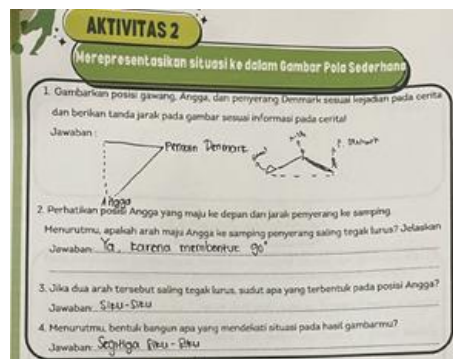 AKTIVITAS 2
Merepresentasikan situasi ke dalam Gambar Pola Sederhana
1. Gambarkan posisi gawang, Angga, dan penyerang Denmark sesuai kejadian pada cerita
dan berikan tanda jarak pada gambar sesuai informasi pada cerita!
Jawaban :
Pemain Denmark
Angga
2. Perhatikan posisi Angga yang maju ke depan dan jarak penyerang ke samping.
Menurutmu, apakah arah maju Angga ke samping penyerang saling tegak lurus? Jelaskan
Jawaban: Ya, karena membentuk 90°
3. Jika dua arah tersebut saling tegak lurus, sudut apa yang terbentuk pada posisi Angga?
Jawaban: Siku-Siku
4. Menurutmu, bentuk bangun apa yang mendekati situasi pada hasil gambarmu?
Jawaban: Segitiga Siku-Siku